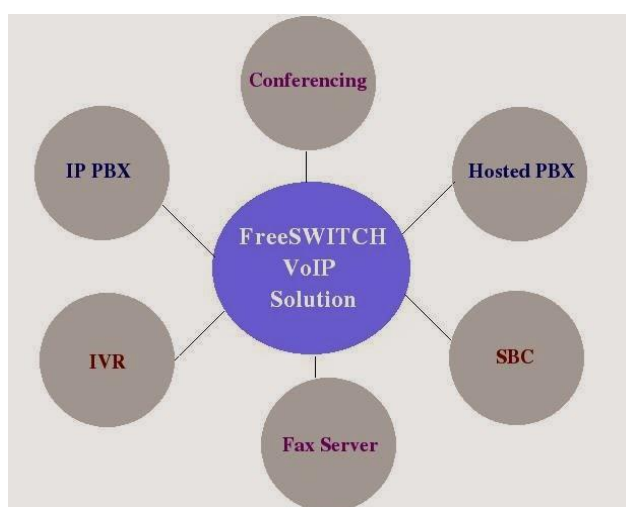 Conferencing
IP PBX
Hosted PBX
FreeSWITCH
VoIP
Solution
IVR
SBC
Fax Server